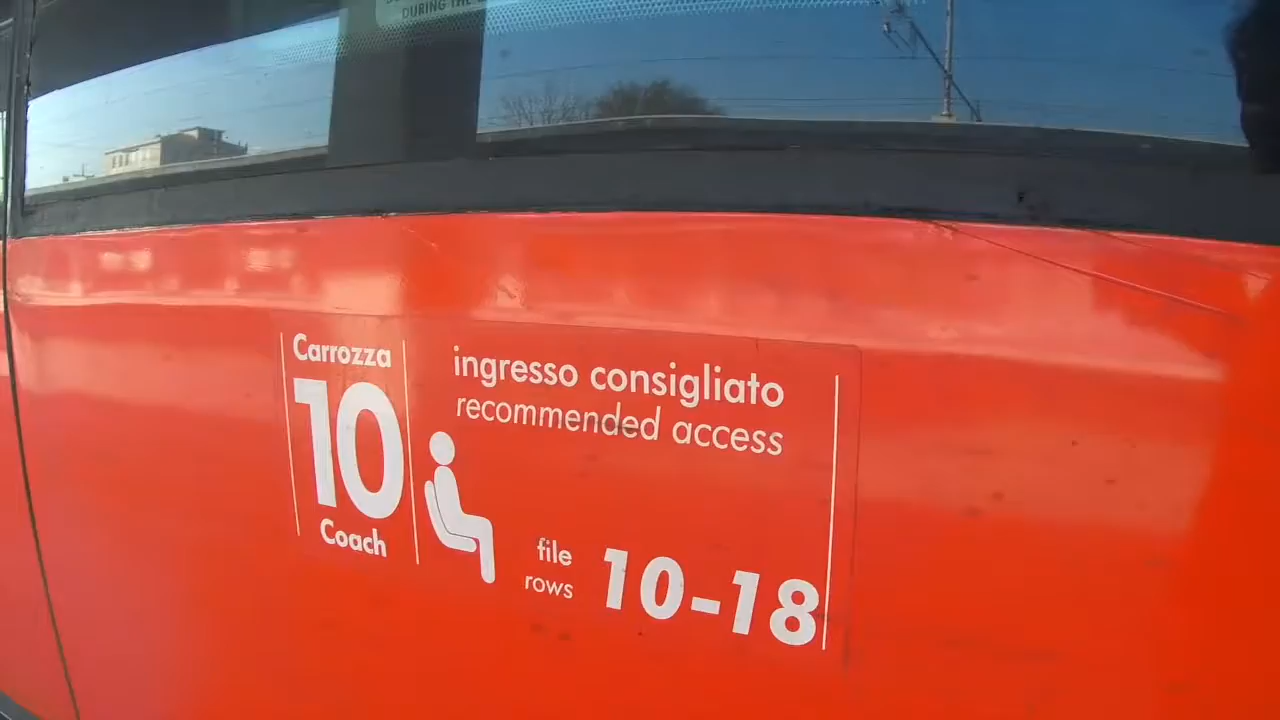 DURING THE
Carrozza
10
Coach
ingresso consigliato
recommended access
file
rows
10-18